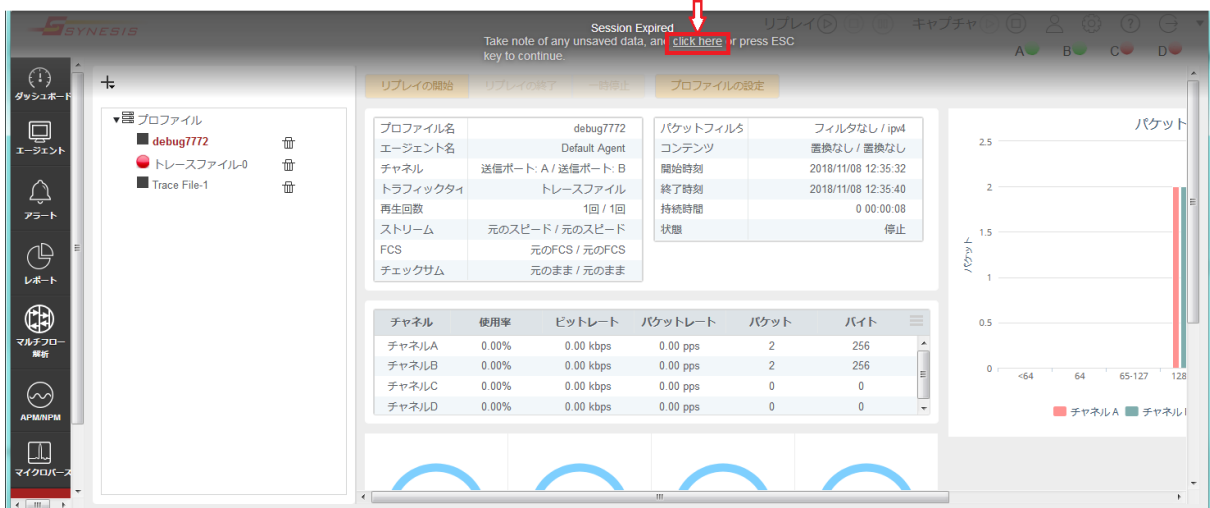 SYNESIS
Session Expired
Take note of any unsaved data, and click here or press ESC
key to continue.
リプレイ
キャプチャ
A
B
C
D
ダッシュボード
エージェント
アラート
レポート
マルチフロー
解析
APM/NPM
マイクロバース
プロファイル
debug7772
トレースファイル-0
Trace File-1
リプレイの開始
リプレイの終了
一時停止
プロファイルの設定
プロファイル名 debug7772
エージェント名 Default Agent
チャネル 送信ポート: A / 送信ポート: B
トラフィックタイ トレースファイル
再生回数 1回 / 1回
ストリーム 元のスピード / 元のスピード
FCS 元のFCS / 元のFCS
チェックサム 元のまま / 元のまま
パケットフィルタ フィルタなし / ipv4
コンテンツ 置換なし / 置換なし
開始時刻 2018/11/08 12:35:32
終了時刻 2018/11/08 12:35:40
持続時間 0 00:00:08
状態 停止
チャネル 使用率 ビットレート パケットレート パケット バイト
チャネルA 0.00% 0.00 kbps 0.00 pps 2 256
チャネルB 0.00% 0.00 kbps 0.00 pps 2 256
チャネルC 0.00% 0.00 kbps 0.00 pps 0 0
チャネルD 0.00% 0.00 kbps 0.00 pps 0 0
パケット
2.5
2
1.5
1
0.5
0
パケット
<64 64 65-127 128
チャネル A チャネル